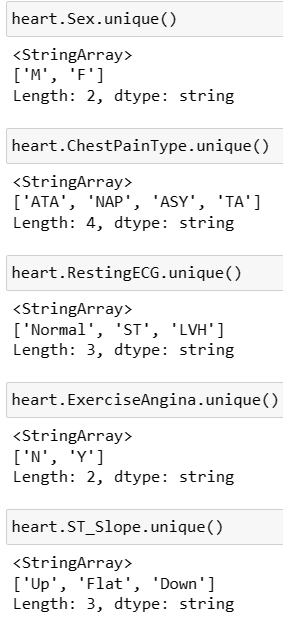 heart.Sex.unique()
<StringArray>
['M', 'F']
Length: 2, dtype: string
heart.ChestPainType.unique()
<StringArray>
['ATA', 'NAP', 'ASY', 'TA']
Length: 4, dtype: string
heart.RestingECG.unique()
<StringArray>
['Normal', 'ST', 'LVH']
Length: 3, dtype: string
heart.ExerciseAngina.unique()
<StringArray>
['N', 'Y']
Length: 2, dtype: string
heart.ST_Slope.unique()
<StringArray>
['Up', 'Flat', 'Down']
Length: 3, dtype: string